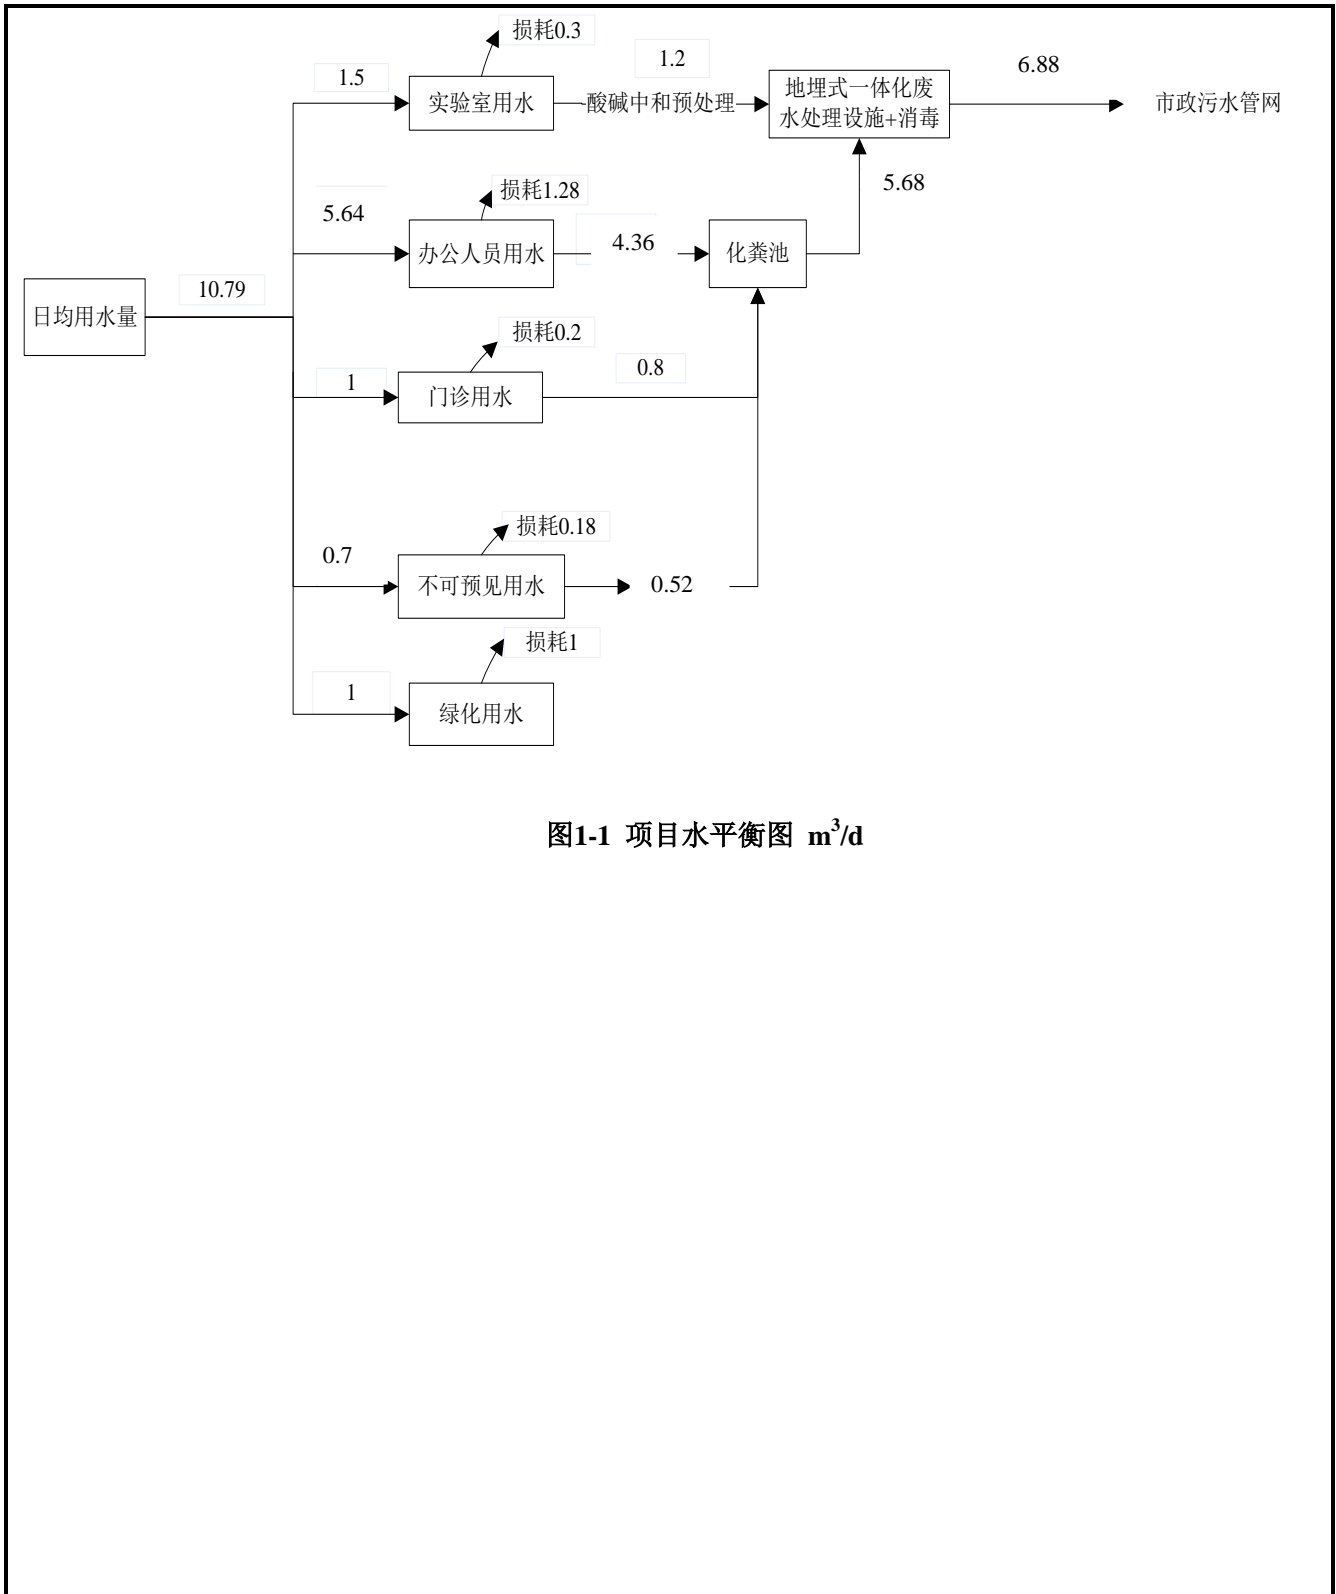 损耗0.3
1.2
6.88
1.5
实验室用水
酸碱中和预处理
地埋式一体化废
水处理设施+消毒
市政污水管网
损耗1.28
5.68
5.64
办公人员用水
4.36
化粪池
10.79
日均用水量
损耗0.2
0.8
1
门诊用水
损耗0.18
0.7
不可预见用水
0.52
损耗1
1
绿化用水
图1-1 项目水平衡图 m³/d